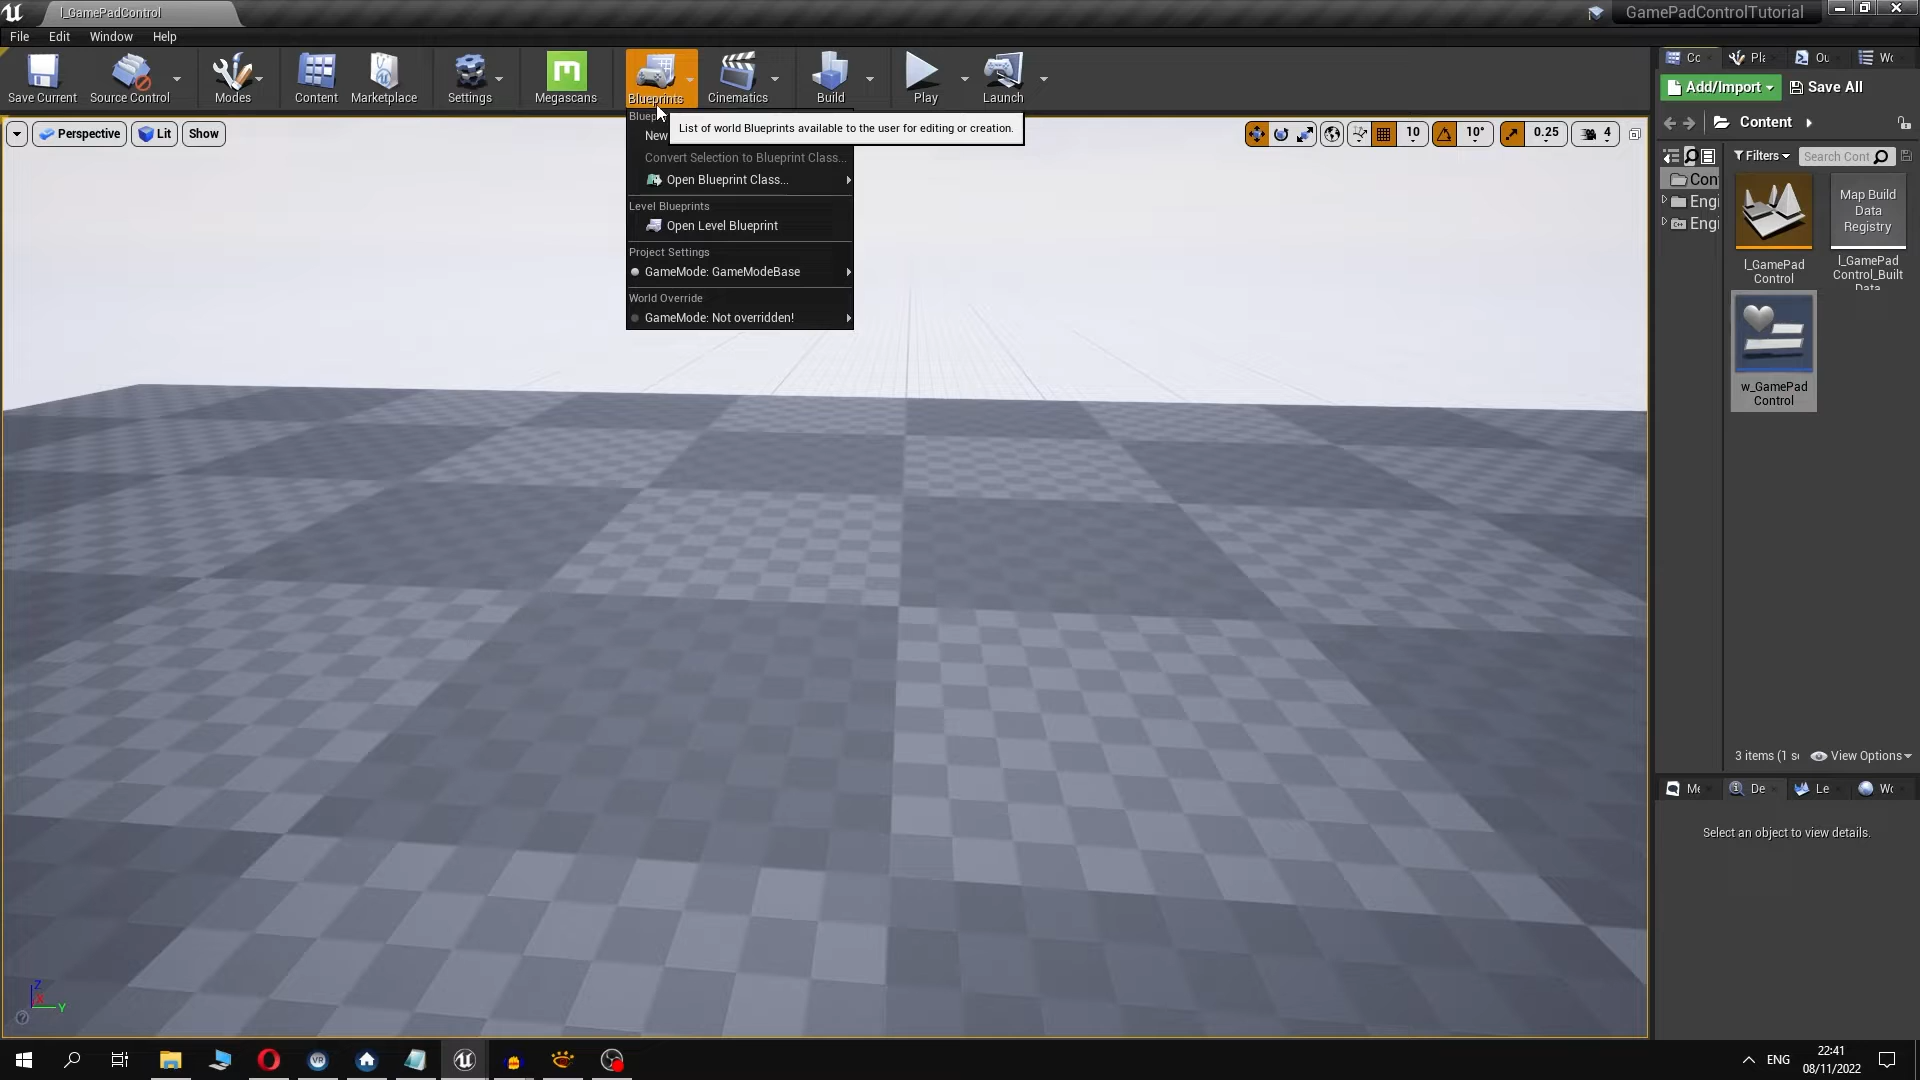 l_GamePadControl
GamePadControlTutorial
File Edit Window Help
Save Current
Source Control
Modes
Content
Marketplace
Settings
Megascans
Blueprints
Cinematics
Build
Play
Launch
Perspective
Lit
Show
List of world Blueprints available to the user for editing or creation.
New
Convert Selection to Blueprint Class...
Open Blueprint Class...
Level Blueprints
Open Level Blueprint
Project Settings
GameMode: GameModeBase
World Override
GameMode: Not overridden!
10
10°
0.25
4
Add/Import
Save All
Content
Filters
Search Cont
l_GamePad
Control
Map Build
Data
Registry
l_GamePad
Control_Built
Data
w_GamePad
Control
3 items (1 s
View Options
Select an object to view details.
Z
X
Y
ENG
22:41
08/11/2022